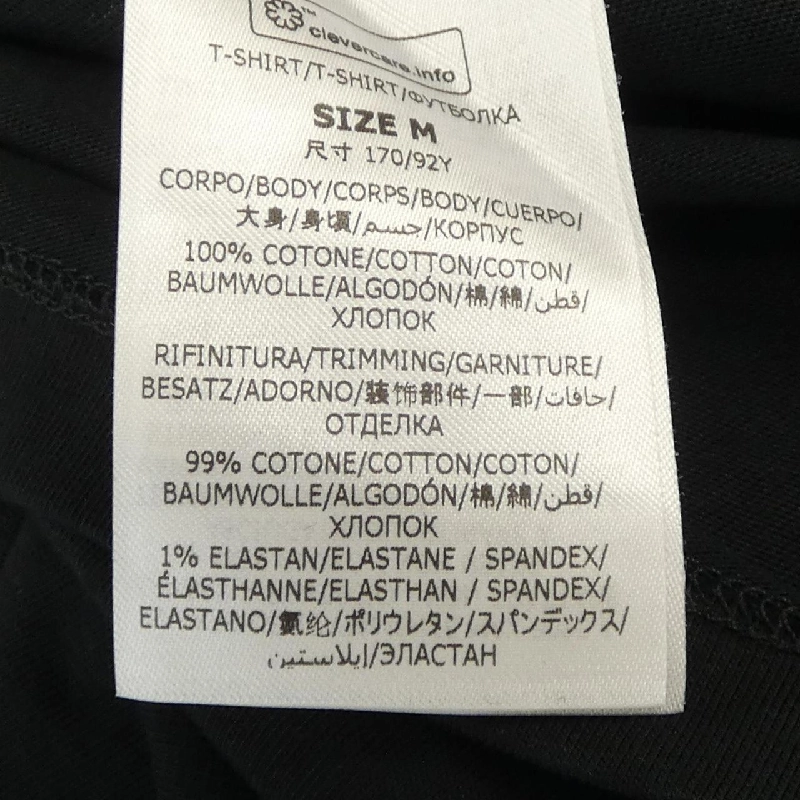 clevercare.info
T-SHIRT/T-SHIRT/ФУТБОЛКА
SIZE M
尺寸 170/92Y
CORPO/BODY/CORPS/BODY/CUERPO/
大身/身頃/جسم/КОРПУС
100% COTONE/COTTON/COTON/
BAUMWOLLE/ALGODÓN/棉/綿/قطن/
ХЛОПОК
RIFINITURA/TRIMMING/GARNITURE/
BESATZ/ADORNO/装饰部件/一部/حافات/
ОТДЕЛКА
99% COTONE/COTTON/COTON/
BAUMWOLLE/ALGODÓN/棉/綿/قطن/
ХЛОПОК
1% ELASTAN/ELASTANE / SPANDEX/
ÉLASTHANNE/ELASTHAN / SPANDEX/
ELASTANO/氨纶/ポリウレタン/スパンデックス/
إيلاستين/ЭЛАСТАН